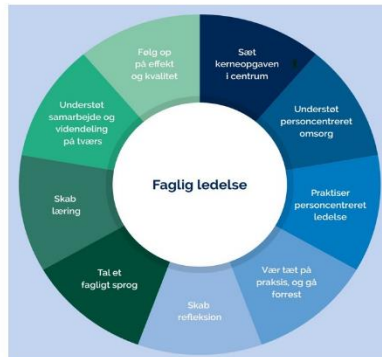 Faglig ledelse
Sæt
kerneopgaven
i centrum
Understøt
personcentreret
omsorg
Praktiser
personcentreret
ledelse
Vær tæt på
praksis, og gå
forrest
Skab
refleksion
Tal et
fagligt sprog
Skab
læring
Understøt
samarbejde og
videndeling
på tværs
Følg op
på effekt
og kvalitet